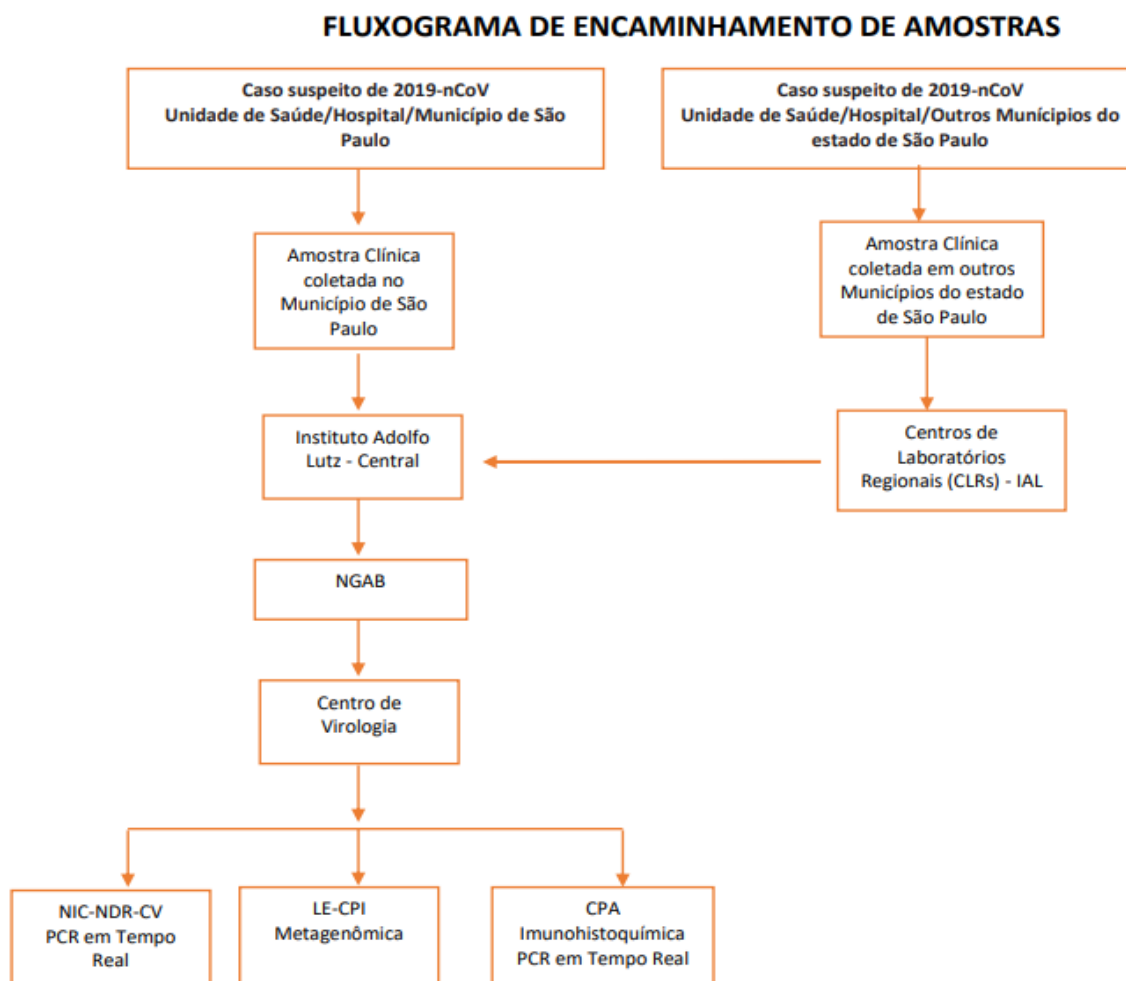 FLUXOGRAMA DE ENCAMINHAMENTO DE AMOSTRAS
Caso suspeito de 2019-nCoV
Unidade de Saúde/Hospital/Município de São
Paulo
Caso suspeito de 2019-nCoV
Unidade de Saúde/Hospital/Outros Munícipios do
estado de São Paulo
Amostra Clínica
coletada no
Município de São
Paulo
Amostra Clínica
coletada em outros
Municípios do estado
de São Paulo
Instituto Adolfo
Lutz - Central
Centros de
Laboratórios
Regionais (CLRs) - IAL
NGAB
Centro de
Virologia
NIC-NDR-CV
PCR em Tempo
Real
LE-CPI
Metagenômica
CPA
Imunohistoquímica
PCR em Tempo Real